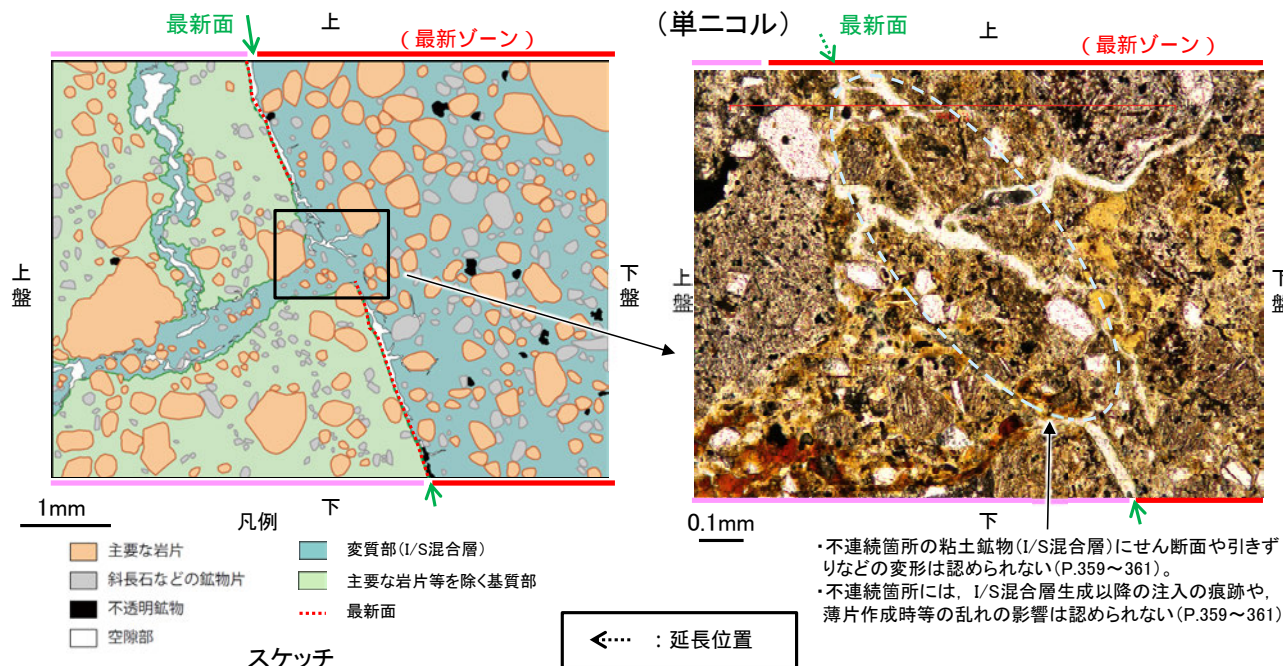 最新面
上
(最新ゾーン)
上盤
下盤
下
1mm
凡例
主要な岩片
斜長石などの鉱物片
不透明鉱物
空隙部
変質部(I/S混合層)
主要な岩片等を除く基質部
最新面
スケッチ
(単ニコル)
最新面
上
(最新ゾーン)
上盤
下盤
下
0.1mm
・不連続箇所の粘土鉱物(I/S混合層)にせん断面や引きず
りなどの変形は認められない(P.359~361)。
・不連続箇所には, I/S混合層生成以降の注入の痕跡や,
薄片作成時等の乱れの影響は認められない(P.359~361)
:延長位置